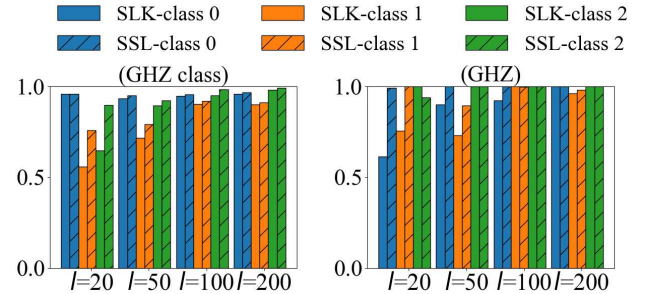 SLK-class 0 SLK-class 1 SLK-class 2
SSL-class 0 SSL-class 1 SSL-class 2
(GHZ class) (GHZ)
1.0 1.0
0.5 0.5
0.0 0.0
l=20 l=50 l=100 l=200 l=20 l=50 l=100 l=200